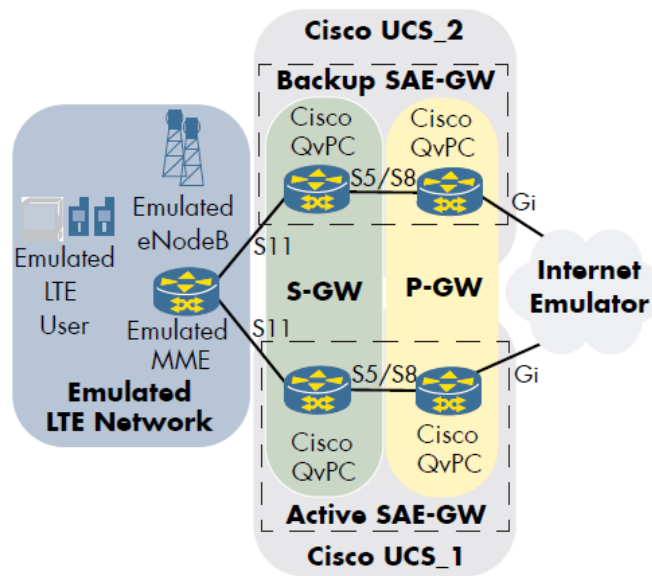 Cisco UCS_2
Backup SAE-GW
Cisco
QvPC
Cisco
QvPC
S5/S8
Gi
Emulated
eNodeB
S11
Emulated
LTE
User
Emulated
MME
S11
Emulated
LTE Network
S-GW
P-GW
Internet
Emulator
S5/S8
Gi
Cisco
QvPC
Cisco
QvPC
Active SAE-GW
Cisco UCS_1